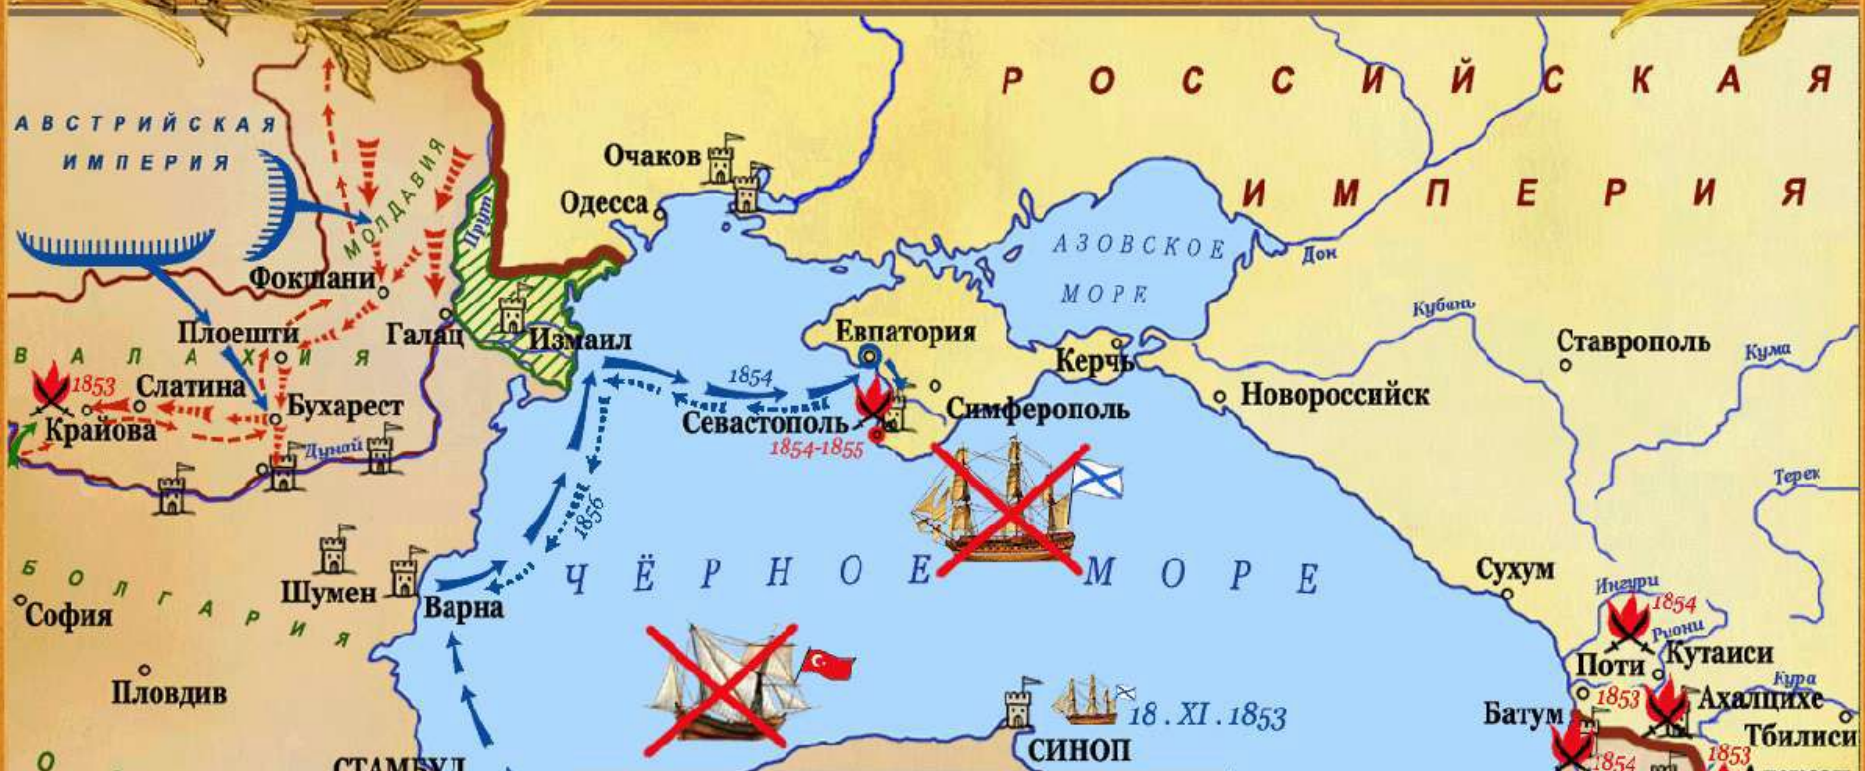 РОССИЙСКАЯ
ИМПЕРИЯ
АВСТРИЙСКАЯ
ИМПЕРИЯ
МОЛДАВИЯ
Прут
Очаков
Одесса
АЗОВСКОЕ
МОРЕ
Дон
Фокшани
Плоешти
Галац
Измаил
ВАЛАХИЯ
1853
Слатина
Бухарест
Крайова
Дунай
Евпатория
Керчь
Кубань
Ставрополь
Кума
1854
Севастополь
1854-1855
Симферополь
Новороссийск
Терек
1856
ЧЁРНОЕ МОРЕ
БОЛГАРИЯ
София
Шумен
Варна
Пловдив
СТАМБУЛ
СИНОП
18.XI.1853
Сухум
Ингури
1854
Риони
Поти
Кутаиси
1853
Ахалцихе
Кура
Батум
Тбилиси
1854
1853
О